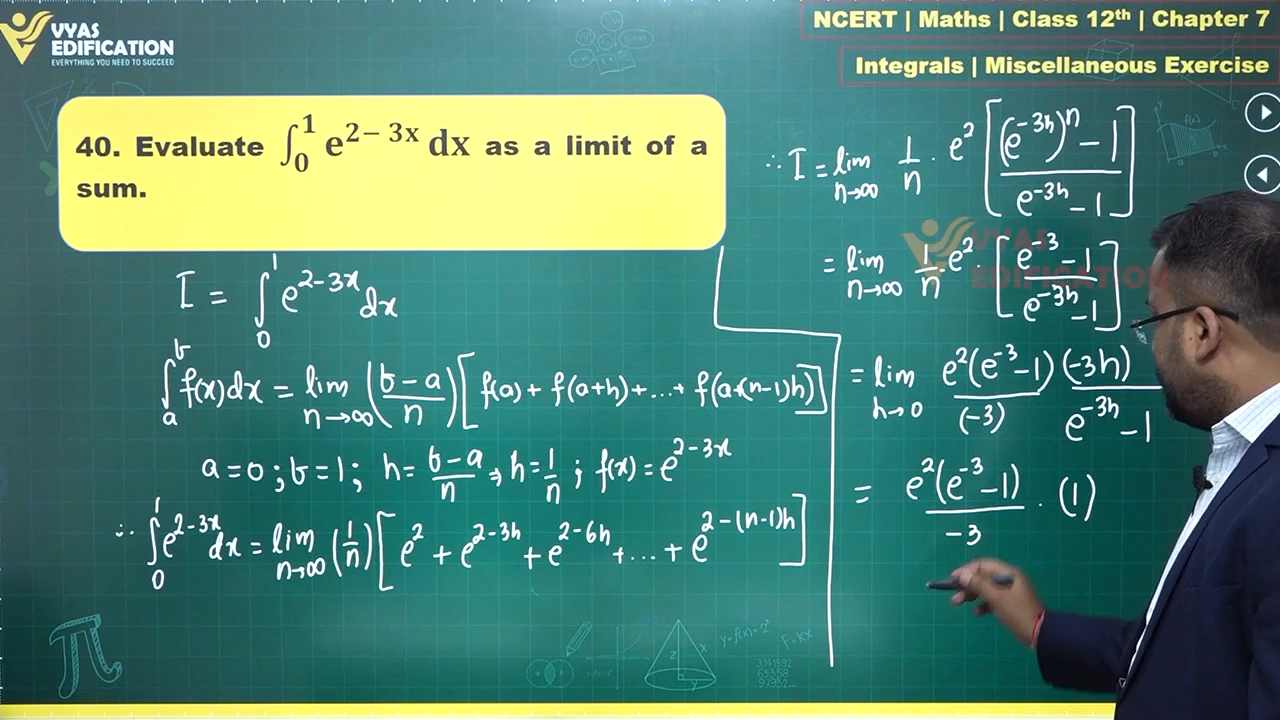 VYAS
EDIFICATION
EVERYTHING YOU NEED TO SUCCEED
NCERT | Maths | Class 12th | Chapter 7
Integrals | Miscellaneous Exercise
40. Evaluate ∫₀¹ e^(2− 3x) dx as a limit of a
sum.
I = ∫₀¹ e^(2-3x) dx
∫ₐᵇ f(x)dx = lim n→∞ ((b-a)/n) [f(a) + f(a+h) + ... + f(a+(n-1)h)]
a=0 ; b=1 ; h = (b-a)/n ⇒ h = 1/n ; f(x) = e^(2-3x)
∴ ∫₀¹ e^(2-3x) dx = lim n→∞ (1/n) [e² + e^(2-3h) + e^(2-6h) + ... + e^(2-(n-1)h)]
∴ I = lim n→∞ 1/n · e² [((e^(-3h))^n - 1)/(e^(-3h) - 1)]
= lim n→∞ 1/n e² [(e^(-3) - 1)/(e^(-3h) - 1)]
VYAS
EDIFICATION
= lim h→0 e²(e^(-3) - 1)/(-3) (-3h)/(e^(-3h) - 1)
= e²(e^(-3) - 1)/-3 · (1)